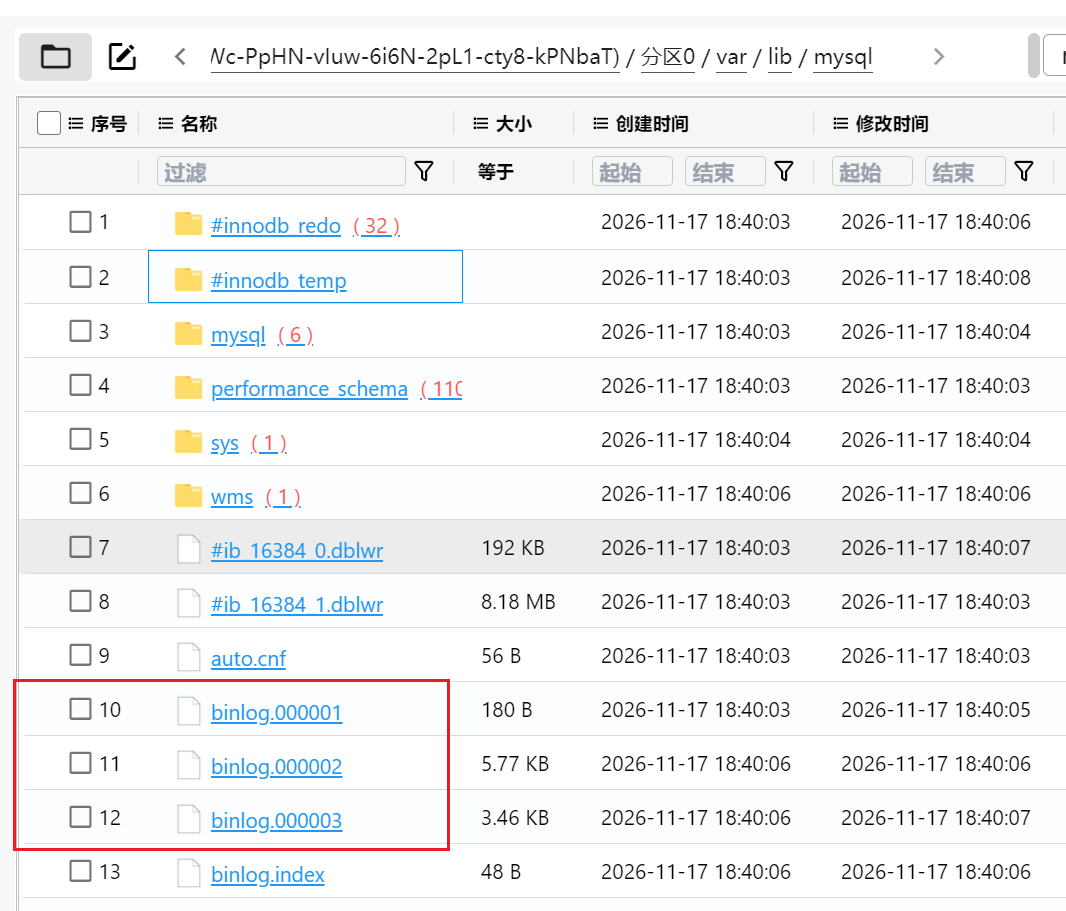 Wc-PpHN-vIuw-6i6N-2pL1-cty8-kPNbaT) / 分区0 / var / lib / mysql
序号 名称 大小 创建时间 修改时间
过滤 等于 起始 结束 起始 结束
1 #innodb_redo ( 32 ) 2026-11-17 18:40:03 2026-11-17 18:40:06
2 #innodb_temp 2026-11-17 18:40:03 2026-11-17 18:40:08
3 mysql ( 6 ) 2026-11-17 18:40:03 2026-11-17 18:40:04
4 performance_schema ( 110 2026-11-17 18:40:03 2026-11-17 18:40:03
5 sys ( 1 ) 2026-11-17 18:40:04 2026-11-17 18:40:04
6 wms ( 1 ) 2026-11-17 18:40:06 2026-11-17 18:40:06
7 #ib_16384_0.dblwr 192 KB 2026-11-17 18:40:03 2026-11-17 18:40:07
8 #ib_16384_1.dblwr 8.18 MB 2026-11-17 18:40:03 2026-11-17 18:40:03
9 auto.cnf 56 B 2026-11-17 18:40:03 2026-11-17 18:40:03
10 binlog.000001 180 B 2026-11-17 18:40:03 2026-11-17 18:40:05
11 binlog.000002 5.77 KB 2026-11-17 18:40:06 2026-11-17 18:40:06
12 binlog.000003 3.46 KB 2026-11-17 18:40:06 2026-11-17 18:40:07
13 binlog.index 48 B 2026-11-17 18:40:06 2026-11-17 18:40:06